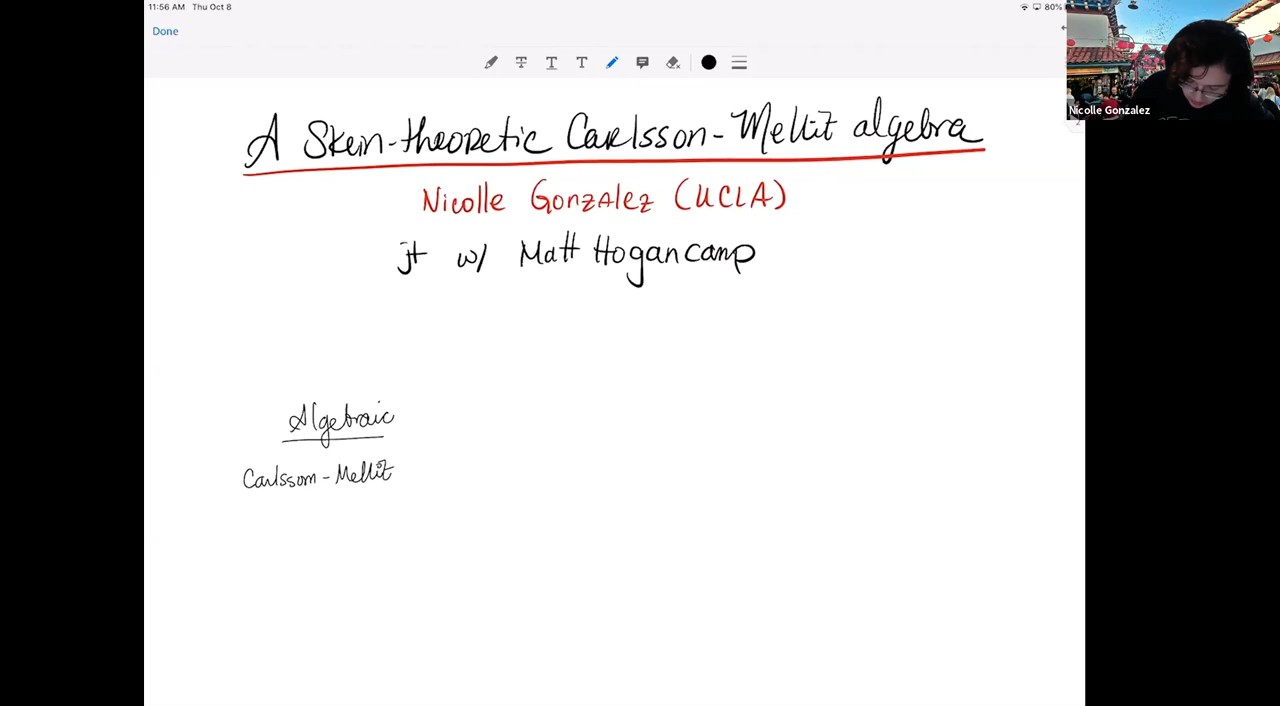 11:56 AM Thu Oct 8
80%
Done
T T T
Nicolle Gonzalez
A Skein-theoretic Carlsson-Mellit algebra
Nicolle Gonzalez (UCLA)
jt w/ Matt Hogancamp
Algebraic
Carlsson-Mellit